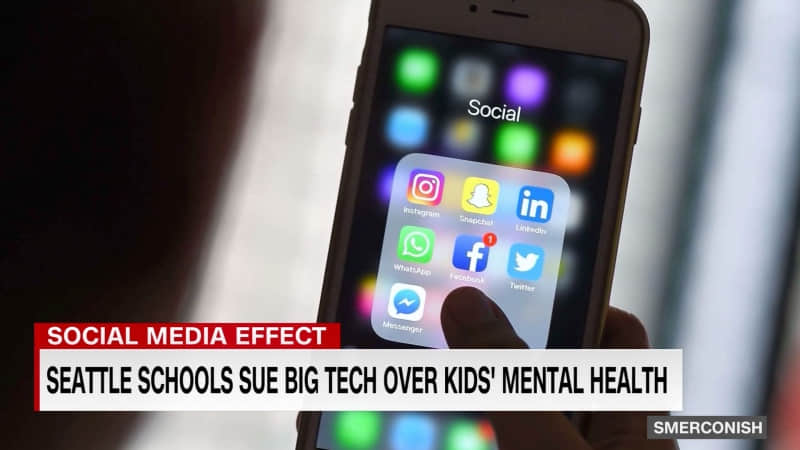 Social
Instagram
Snapchat
LinkedIn
in
WhatsApp
1
f
Facebook
Twitter
Messenger
SOCIAL MEDIA EFFECT
SEATTLE SCHOOLS SUE BIG TECH OVER KIDS' MENTAL HEALTH
SMERCONISH